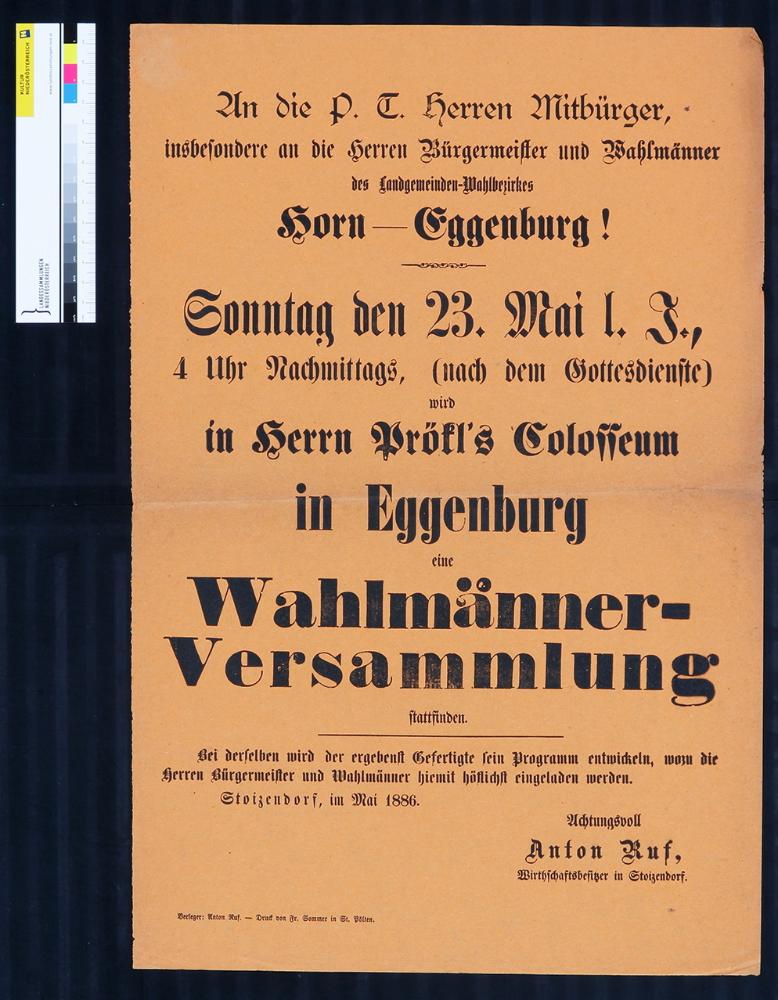 An die P. T. Herren Mitbürger,
insbesondere an die Herren Bürgermeister und Wahlmänner
des Landgemeinden-Wahlbezirkes
Horn—Eggenburg!
Sonntag den 23. Mai l. J.,
4 Uhr Nachmittags, (nach dem Gottesdienste)
wird
in Herrn Prökl's Colosseum
in Eggenburg
eine
Wahlmänner-
Versammlung
stattfinden.
Bei derselben wird der ergebenst Gefertigte sein Programm entwickeln, wozu die
Herren Bürgermeister und Wahlmänner hiemit höflichst eingeladen werden.
Stoizendorf, im Mai 1886.
Achtungsvoll
Anton Ruf,
Wirthschaftsbesitzer in Stoizendorf.
Verleger: Anton Ruf. — Druck von Fr. Sommer in St. Pölten.
KULTUR
NIEDERÖSTERREICH
LANDESSAMMLUNGEN
NIEDERÖSTERREICH